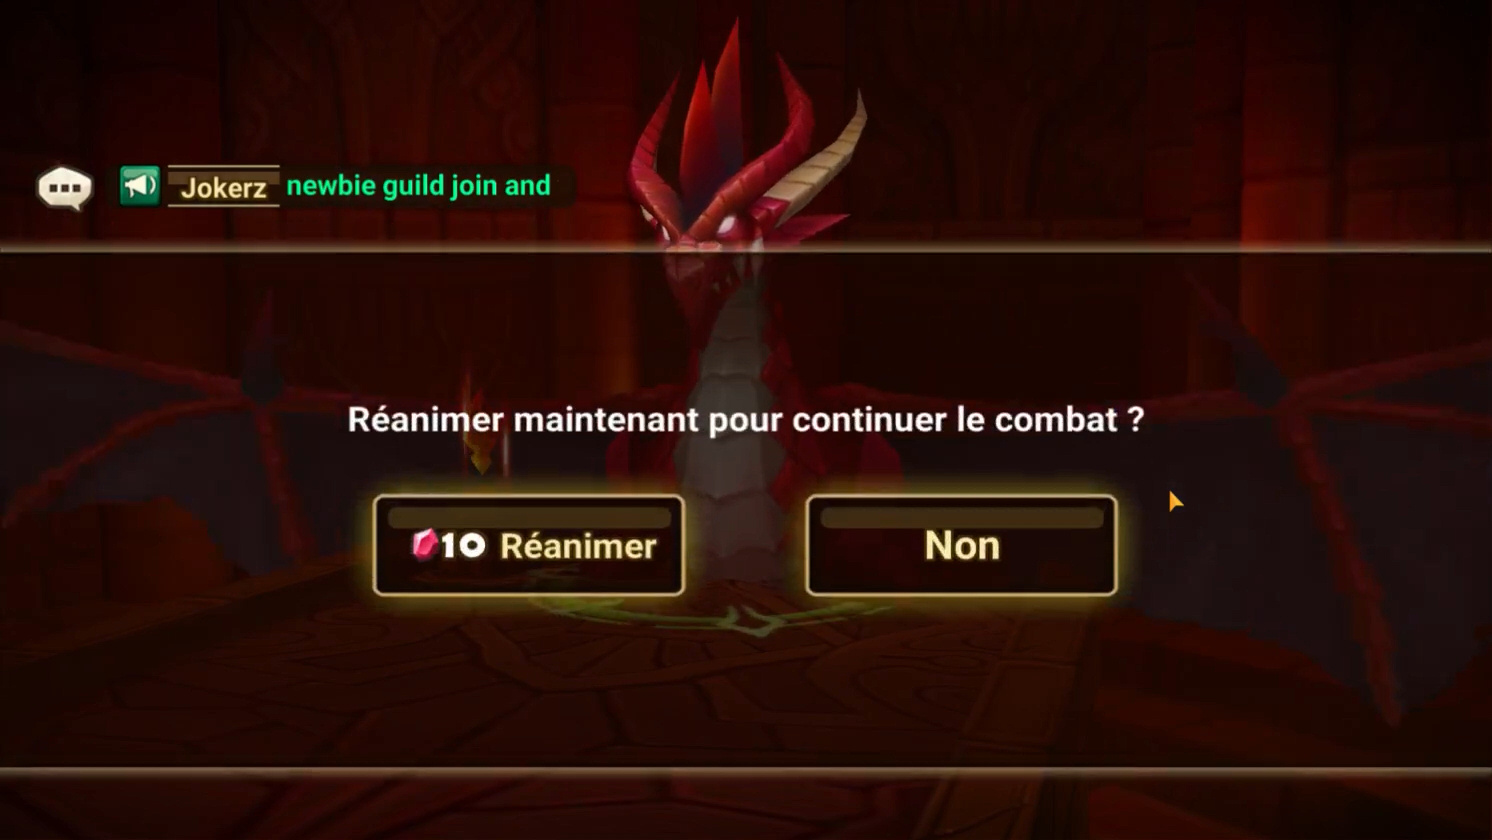 Jokerz newbie guild join and
Réanimer maintenant pour continuer le combat ?
10 Réanimer
Non